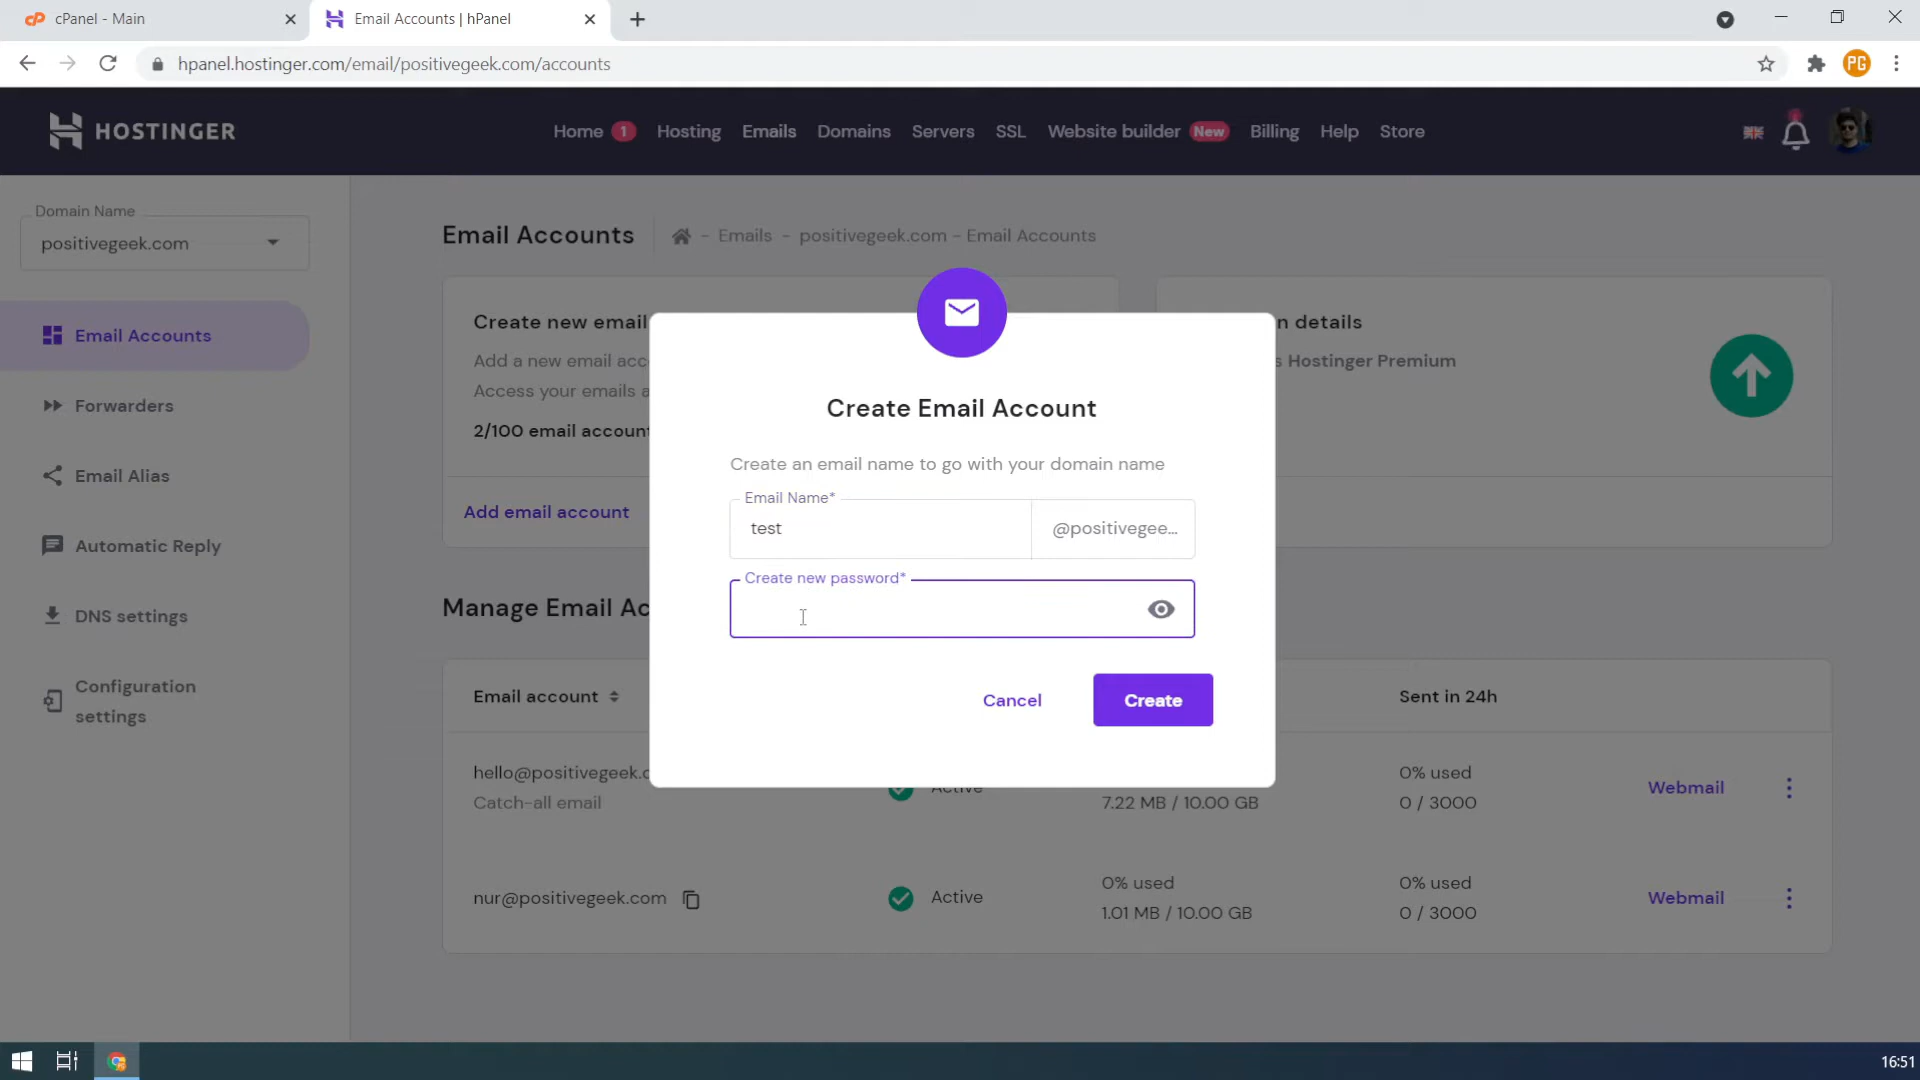 cPanel - Main
Email Accounts | hPanel
hpanel.hostinger.com/email/positivegeek.com/accounts
PG
HOSTINGER
Home 1 Hosting Emails Domains Servers SSL Website builder New Billing Help Store
Domain Name
positivegeek.com
Email Accounts
Forwarders
Email Alias
Automatic Reply
DNS settings
Configuration
settings
Email Accounts - Emails - positivegeek.com - Email Accounts
Create new email
Add a new email acc
Access your emails a
2/100 email account
Add email account
n details
s Hostinger Premium
Create Email Account
Create an email name to go with your domain name
Email Name*
test @positivegee...
Create new password*
Cancel Create
Manage Email Ac
Email account Sent in 24h
hello@positivegeek.c
Catch-all email
Active
7.22 MB / 10.00 GB
0% used
0 / 3000
Webmail
nur@positivegeek.com
Active
0% used
1.01 MB / 10.00 GB
0% used
0 / 3000
Webmail
16:51